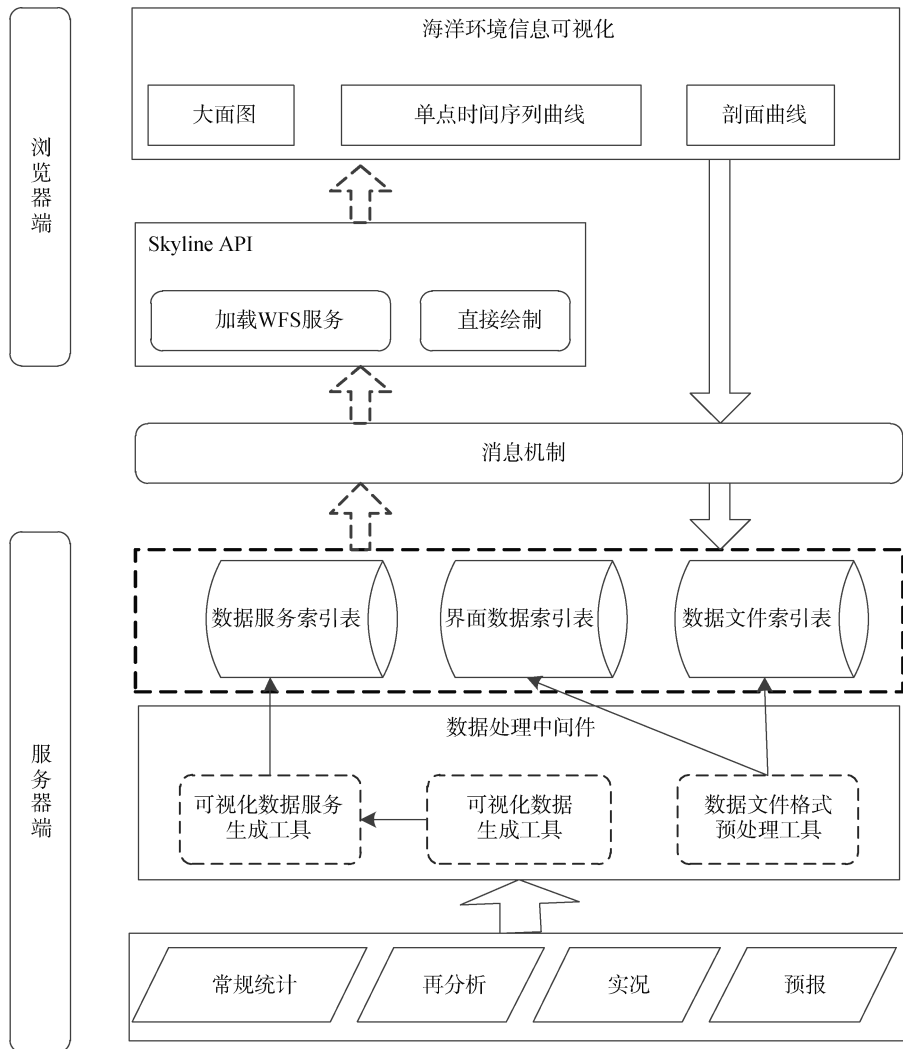 海洋环境信息可视化
大面图
单点时间序列曲线
剖面曲线
浏览器端
Skyline API
加载WFS服务
直接绘制
消息机制
数据服务索引表
界面数据索引表
数据文件索引表
服务器端
数据处理中间件
可视化数据服务
生成工具
可视化数据
生成工具
数据文件格式
预处理工具
常规统计
再分析
实况
预报